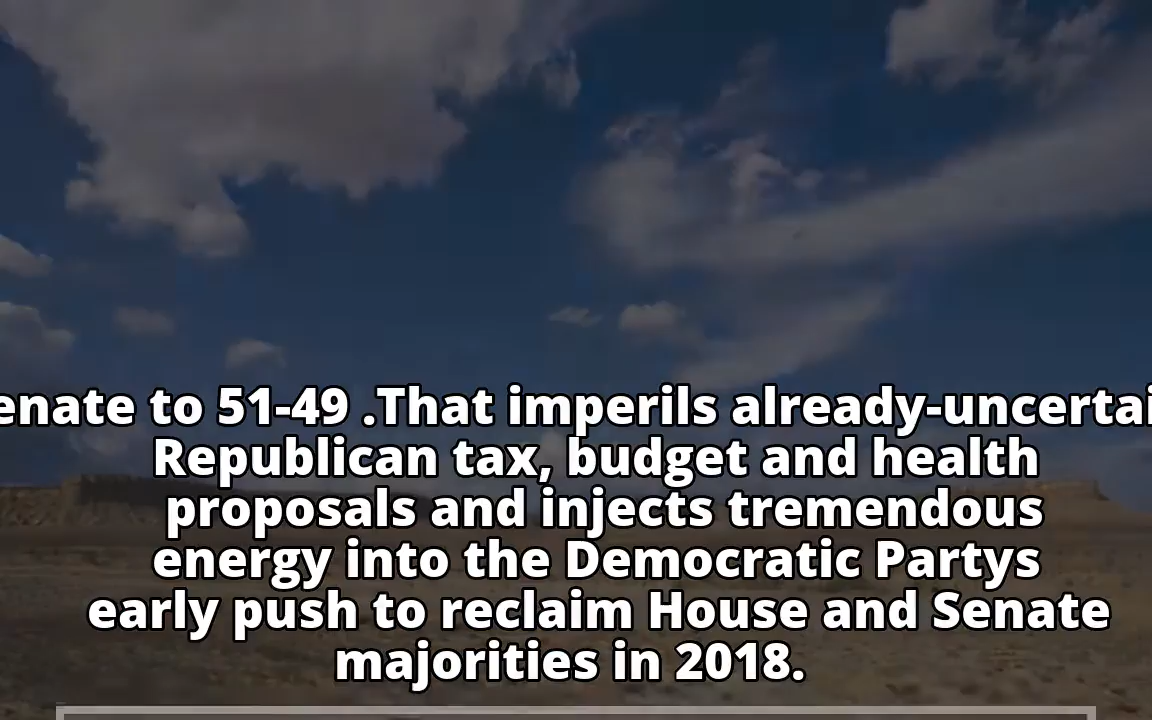 enate to 51-49 .That imperils already-uncertai
Republican tax, budget and health
proposals and injects tremendous
energy into the Democratic Partys
early push to reclaim House and Senate
majorities in 2018.